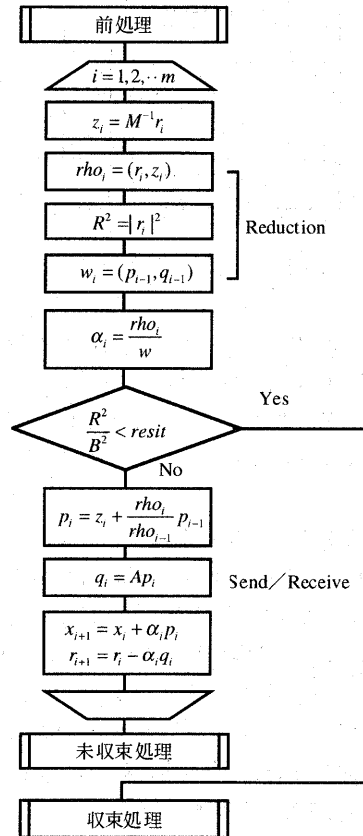 前処理
i = 1,2,··m
z_i = M^{-1} r_i
rho_i = (r_i, z_i)
R^2 = | r_i |^2
Reduction
w_i = (p_{i-1}, q_{i-1})
α_i = rho_i / w
Yes
R^2 / B^2 < resit
No
p_i = z_i + rho_i / rho_{i-1} p_{i-1}
q_i = Ap_i
Send／Receive
x_{i+1} = x_i + α_i p_i
r_{i+1} = r_i − α_i q_i
未収束処理
収束処理